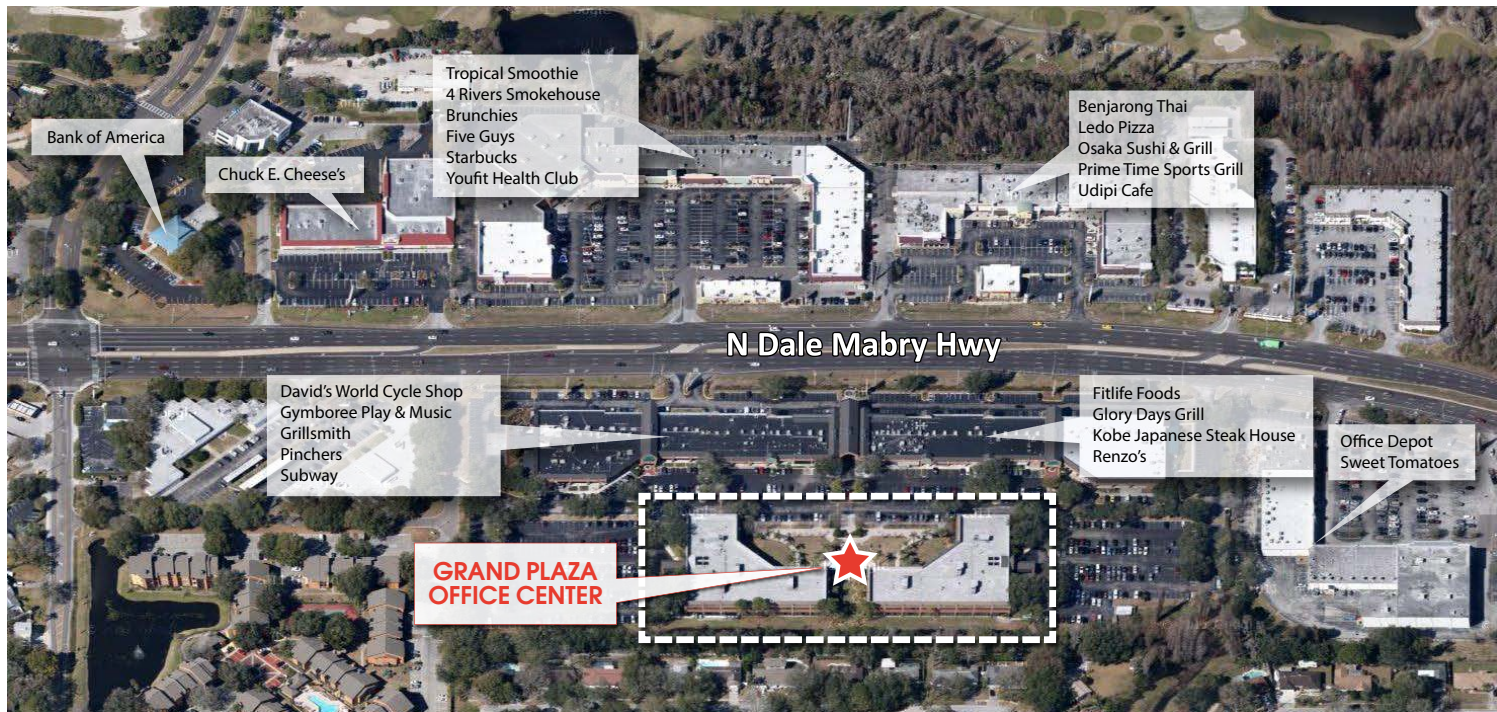 Bank of America
Chuck E. Cheese's
Tropical Smoothie
4 Rivers Smokehouse
Brunchies
Five Guys
Starbucks
Youfit Health Club
Benjarong Thai
Ledo Pizza
Osaka Sushi & Grill
Prime Time Sports Grill
Udipi Cafe
N Dale Mabry Hwy
David's World Cycle Shop
Gymboree Play & Music
Grillsmith
Pinchers
Subway
Fitlife Foods
Glory Days Grill
Kobe Japanese Steak House
Renzo's
Office Depot
Sweet Tomatoes
GRAND PLAZA
OFFICE CENTER